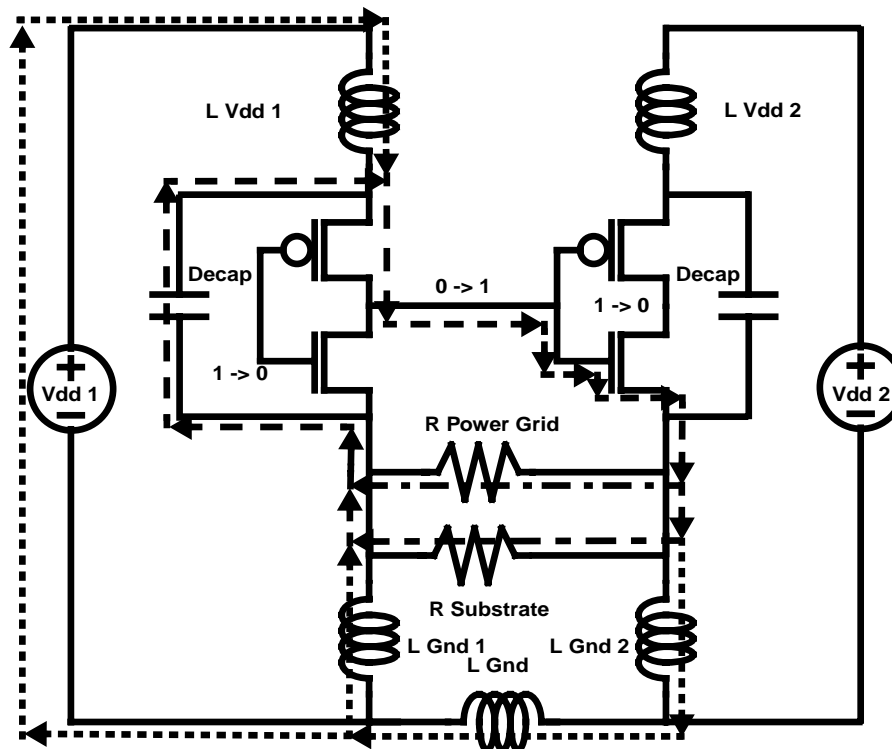 L Vdd 1
L Vdd 2
Decap
Decap
0 -> 1
1 -> 0
1 -> 0
+
Vdd 1
−
+
Vdd 2
−
R Power Grid
R Substrate
L Gnd 1
L Gnd 2
L Gnd